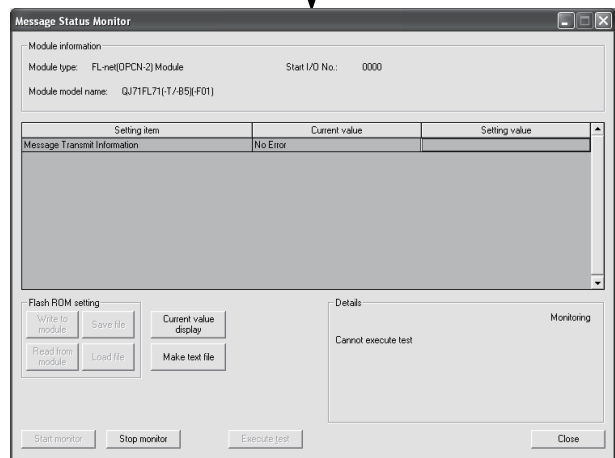 Message Status Monitor
Module information
Module type: FL-net(OPCN-2) Module Start I/O No.: 0000
Module model name: QJ71FL71(-T/-B5)(-F01)
Setting item Current value Setting value
Message Transmit Information No Error
Flash ROM setting
Write to
module
Save file
Current value
display
Read from
module
Load file
Make text file
Details
Monitoring
Cannot execute test
Start monitor Stop monitor Execute test Close